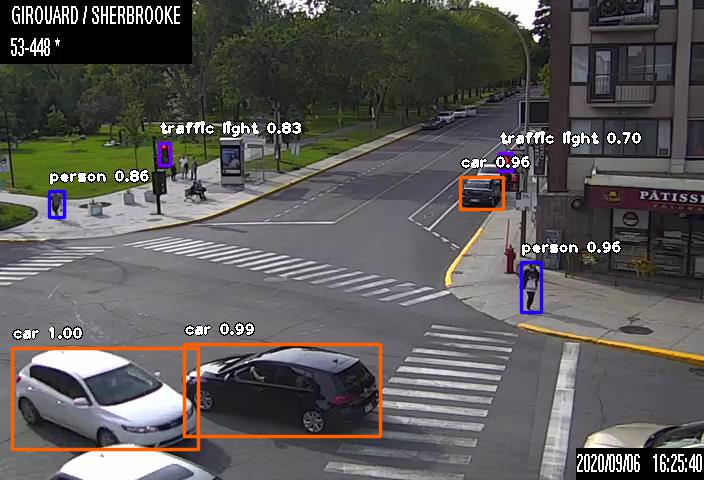 GIROUARD / SHERBROOKE
53-448 *
traffic light 0.83
traffic light 0.70
car 0.96
person 0.86
person 0.96
PÂTISS
car 1.00
car 0.99
2020/09/06 16:25:40